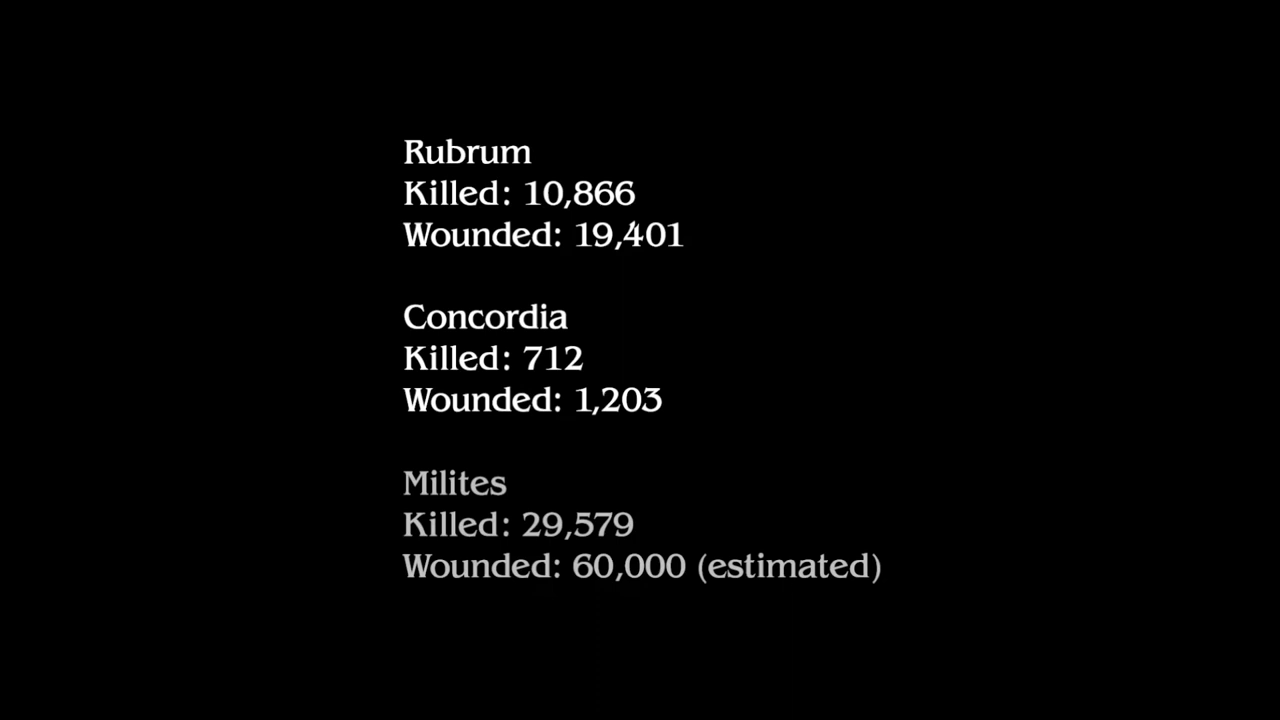 Rubrum
Killed: 10,866
Wounded: 19,401
Concordia
Killed: 712
Wounded: 1,203
Milites
Killed: 29,579
Wounded: 60,000 (estimated)